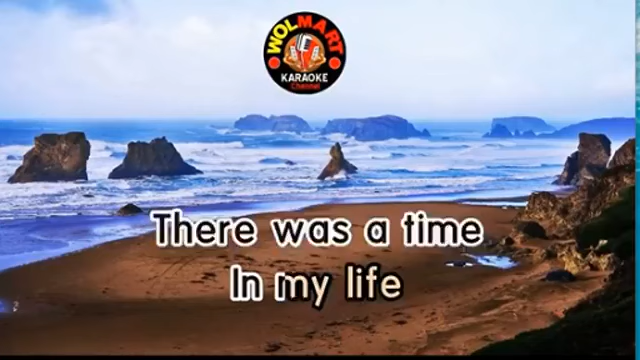 WOLMART
KARAOKE
Channel
There was a time
In my life